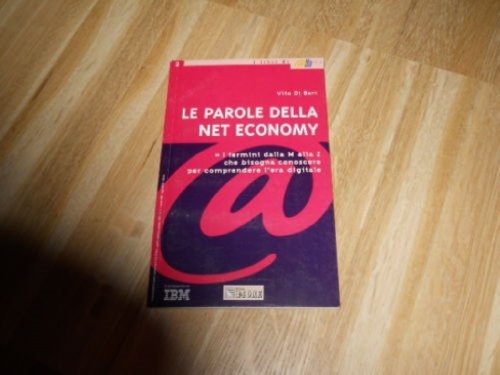 2
Vito Di Bari
LE PAROLE DELLA
NET ECONOMY
I termini dalla M alla Z
che bisogna conoscere
per comprendere l'era digitale
IBM